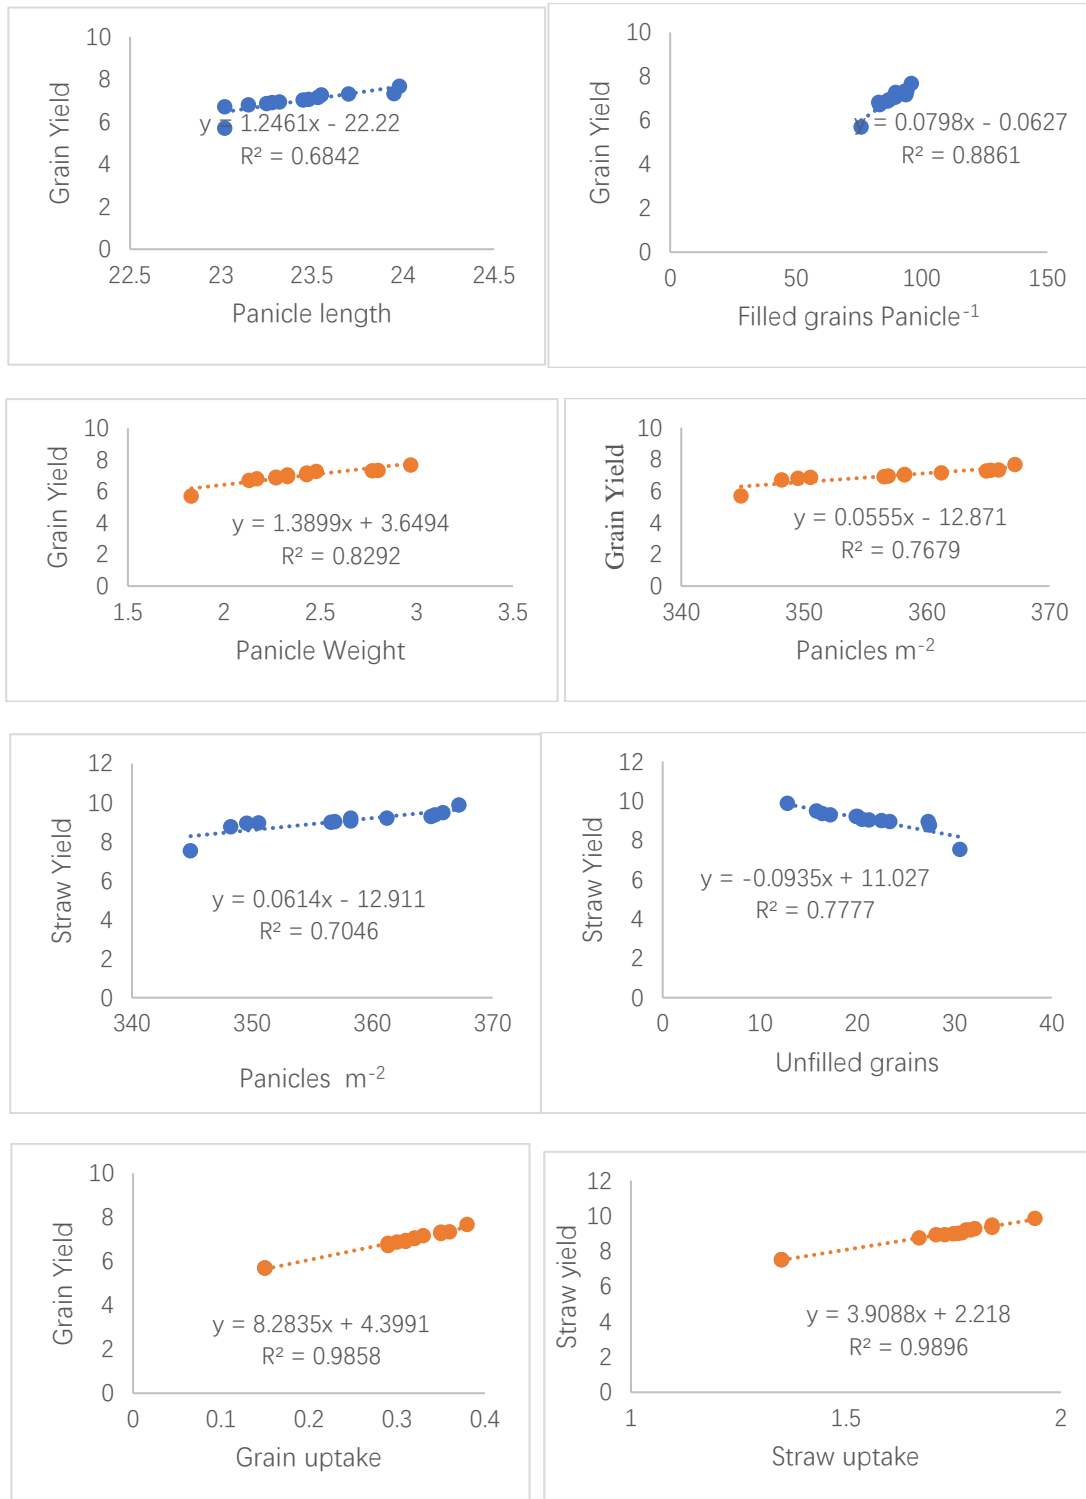 10
8
6
4
2
0
Grain Yield
y = 1.2461x - 22.22
R² = 0.6842
22.5 23 23.5 24 24.5
Panicle length
10
8
6
4
2
0
Grain Yield
y = 0.0798x - 0.0627
R² = 0.8861
0 50 100 150
Filled grains Panicle⁻¹
10
8
6
4
2
0
Grain Yield
y = 1.3899x + 3.6494
R² = 0.8292
1.5 2 2.5 3 3.5
Panicle Weight
10
8
6
4
2
0
Grain Yield
y = 0.0555x - 12.871
R² = 0.7679
340 350 360 370
Panicles m⁻²
12
10
8
6
4
2
0
Straw Yield
y = 0.0614x - 12.911
R² = 0.7046
340 350 360 370
Panicles m⁻²
12
10
8
6
4
2
0
Straw Yield
y = -0.0935x + 11.027
R² = 0.7777
0 10 20 30 40
Unfilled grains
10
8
6
4
2
0
Grain Yield
y = 8.2835x + 4.3991
R² = 0.9858
0 0.1 0.2 0.3 0.4
Grain uptake
12
10
8
6
4
2
0
Straw yield
y = 3.9088x + 2.218
R² = 0.9896
1 1.5 2
Straw uptake